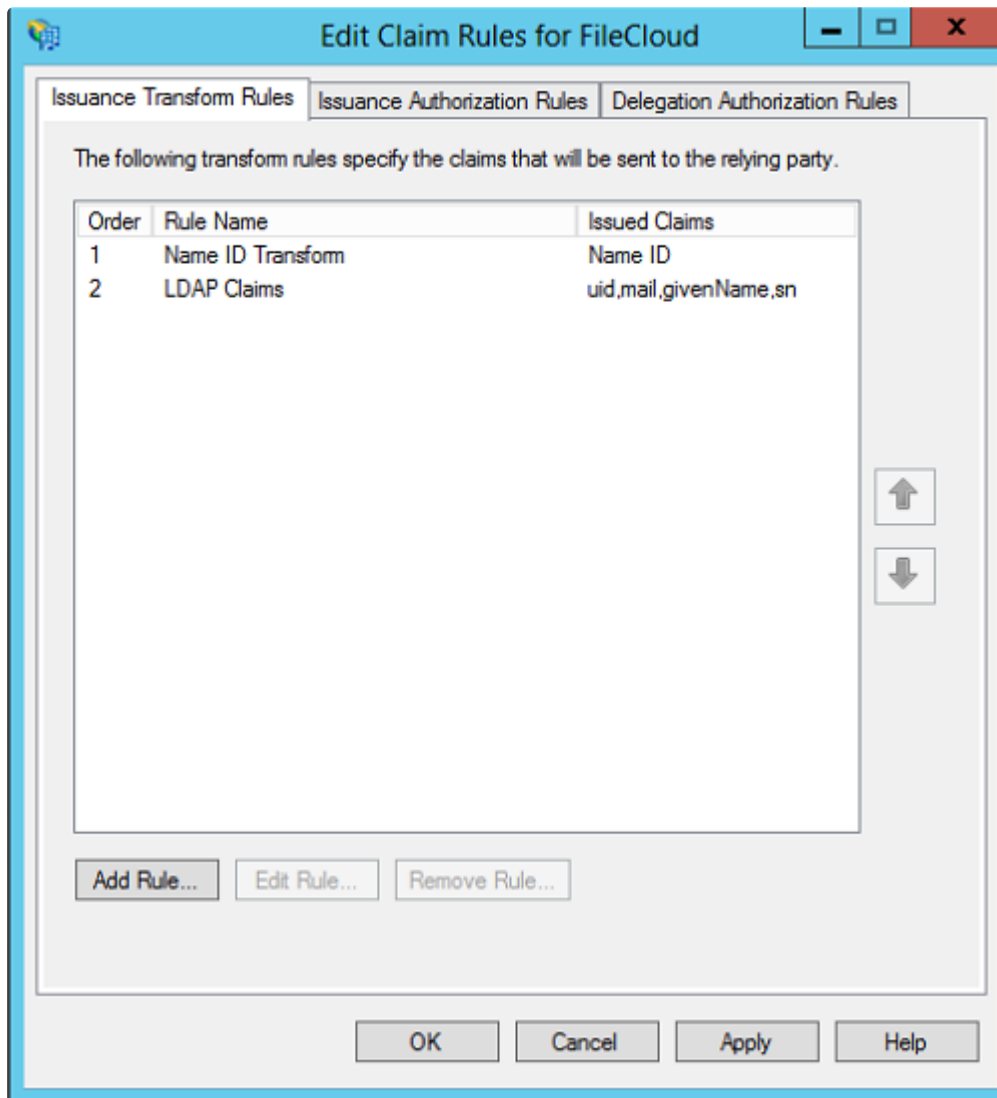 Edit Claim Rules for FileCloud
Issuance Transform Rules Issuance Authorization Rules Delegation Authorization Rules
The following transform rules specify the claims that will be sent to the relying party.
Order Rule Name Issued Claims
1 Name ID Transform Name ID
2 LDAP Claims uid,mail,givenName,sn
Add Rule... Edit Rule... Remove Rule...
OK Cancel Apply Help